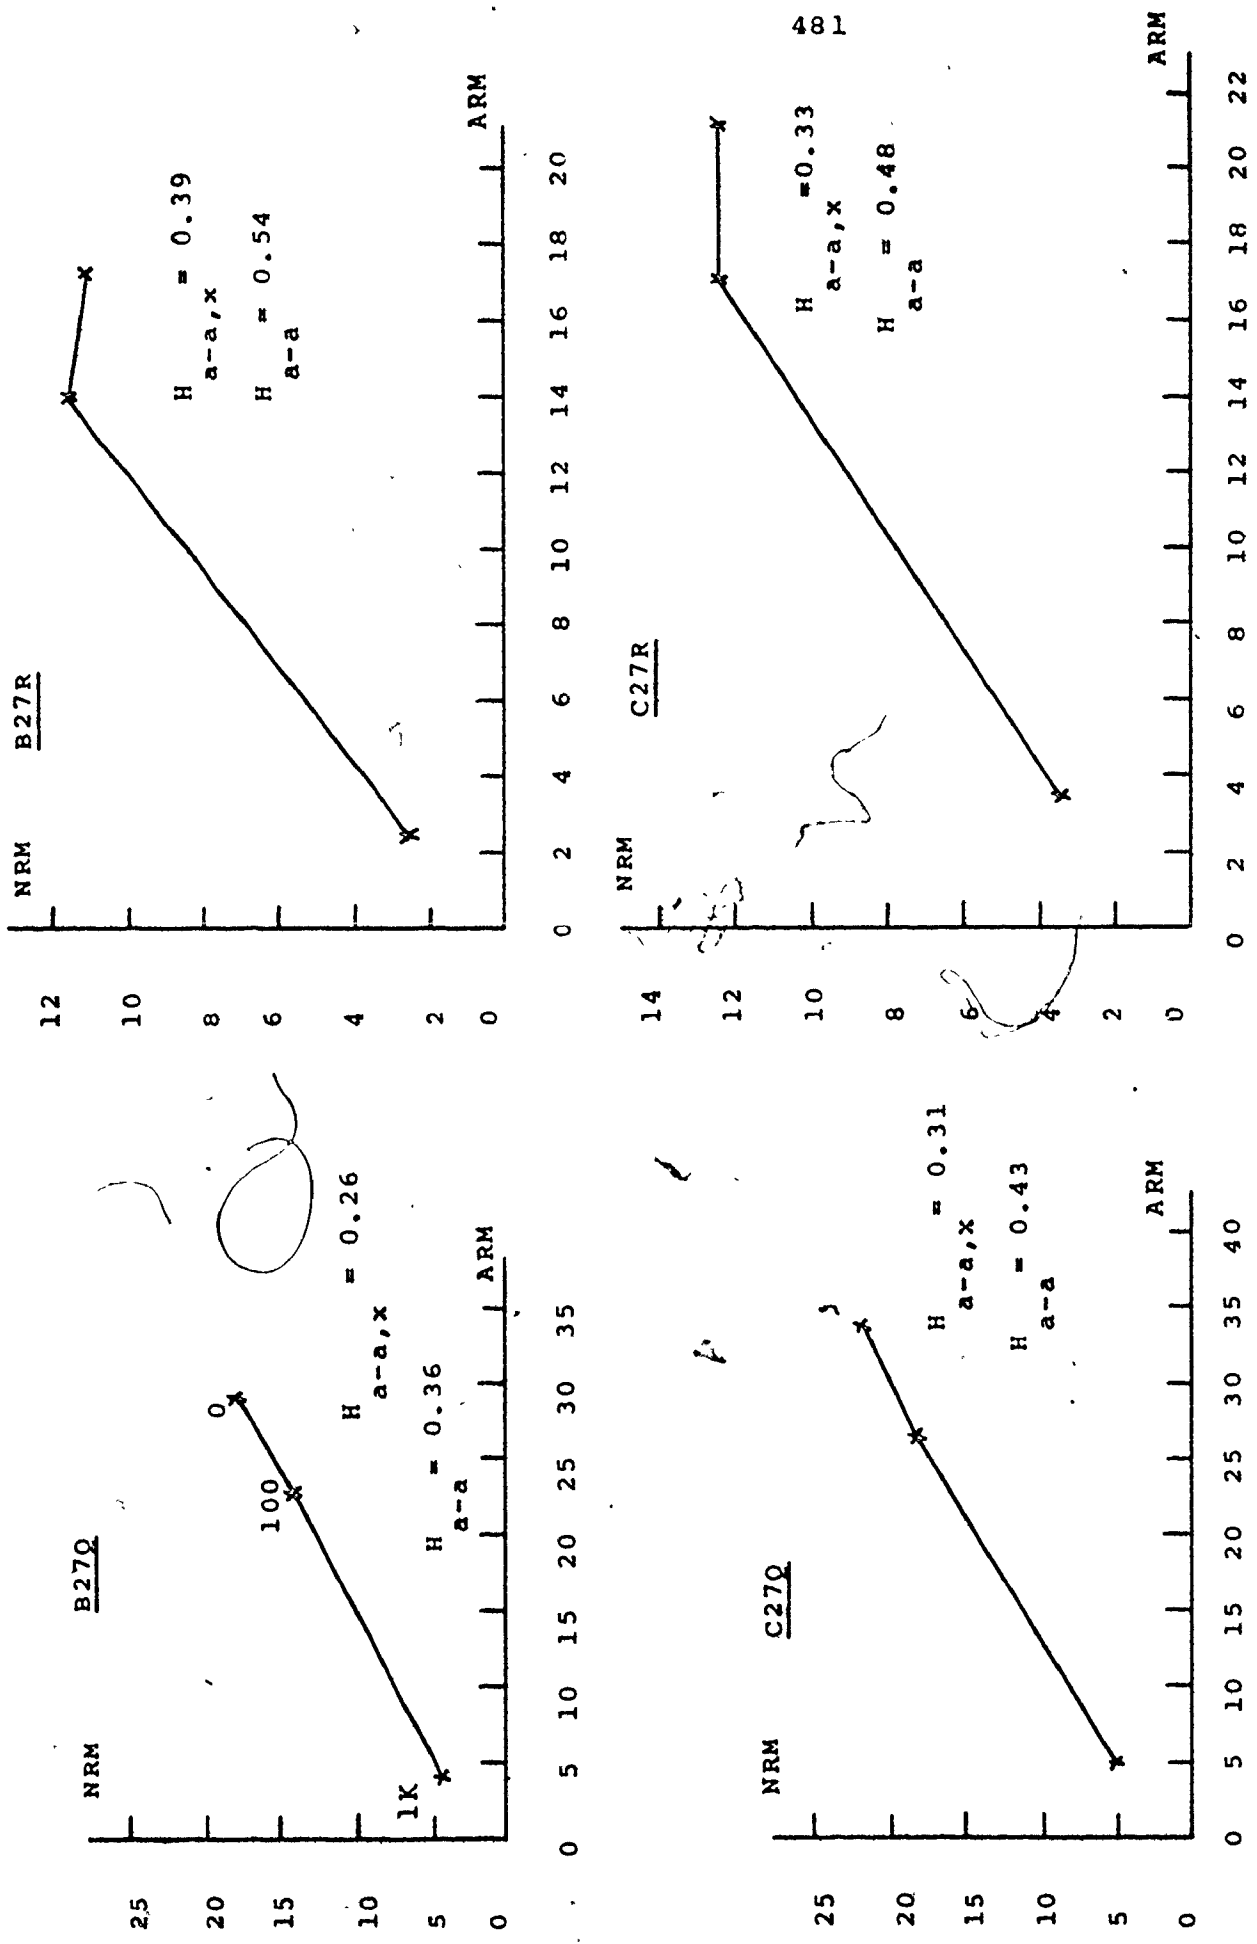 481
B27Q
NRM
25
20
15
10
5
0
0
100
1K
H a-a,x = 0.26
H a-a = 0.36
ARM
0 5 10 15 20 25 30 35
B27R
NRM
12
10
8
6
4
2
0
H a-a,x = 0.39
H a-a = 0.54
ARM
0 2 4 6 8 10 12 14 16 18 20
C27Q
NRM
25
20
15
10
5
0
H a-a,x = 0.31
H a-a = 0.43
ARM
0 5 10 15 20 25 30 35 40
C27R
NRM
14
12
10
8
6
4
2
0
H a-a,x =0.33
H a-a = 0.48
ARM
0 2 4 6 8 10 12 14 16 18 20 22